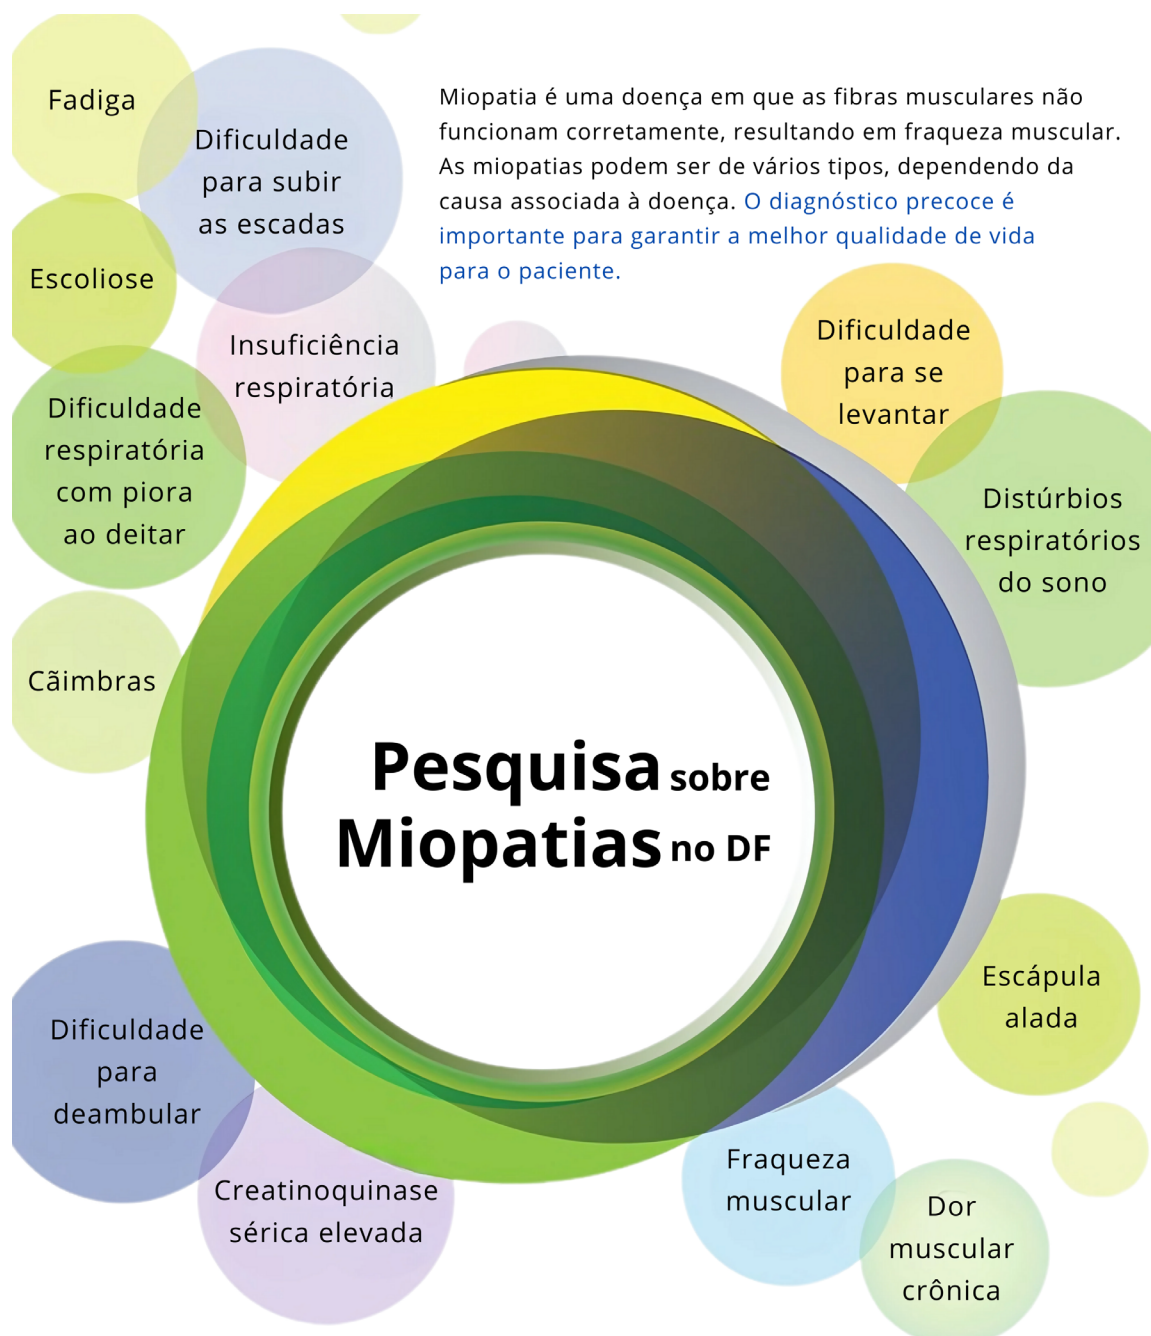 Fadiga
Dificuldade
para subir
as escadas
Miopatia é uma doença em que as fibras musculares não
funcionam corretamente, resultando em fraqueza muscular.
As miopatias podem ser de vários tipos, dependendo da
causa associada à doença. O diagnóstico precoce é
importante para garantir a melhor qualidade de vida
para o paciente.
Escoliose
Insuficiência
respiratória
Dificuldade
para se
levantar
Dificuldade
respiratória
com piora
ao deitar
Distúrbios
respiratórios
do sono
Cãimbras
Pesquisa sobre
Miopatias no DF
Escápula
alada
Dificuldade
para
deambular
Creatinoquinase
sérica elevada
Fraqueza
muscular
Dor
muscular
crônica